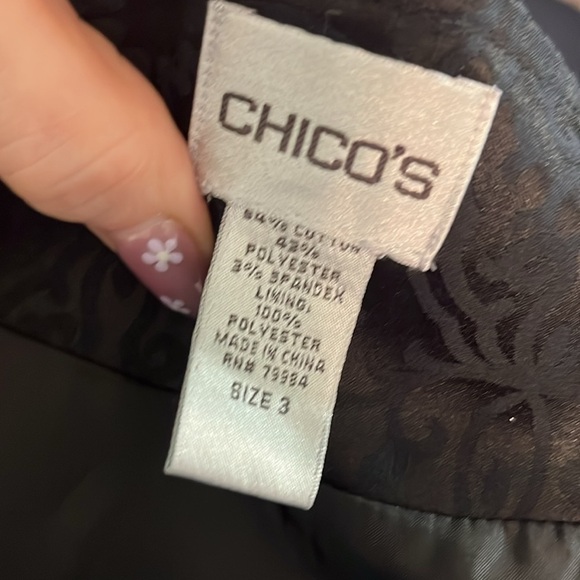 CHICO'S
54% COTTON
43%
POLYESTER
3% SPANDEX
LINING:
100%
POLYESTER
MADE IN CHINA
RN# 79984
SIZE 3